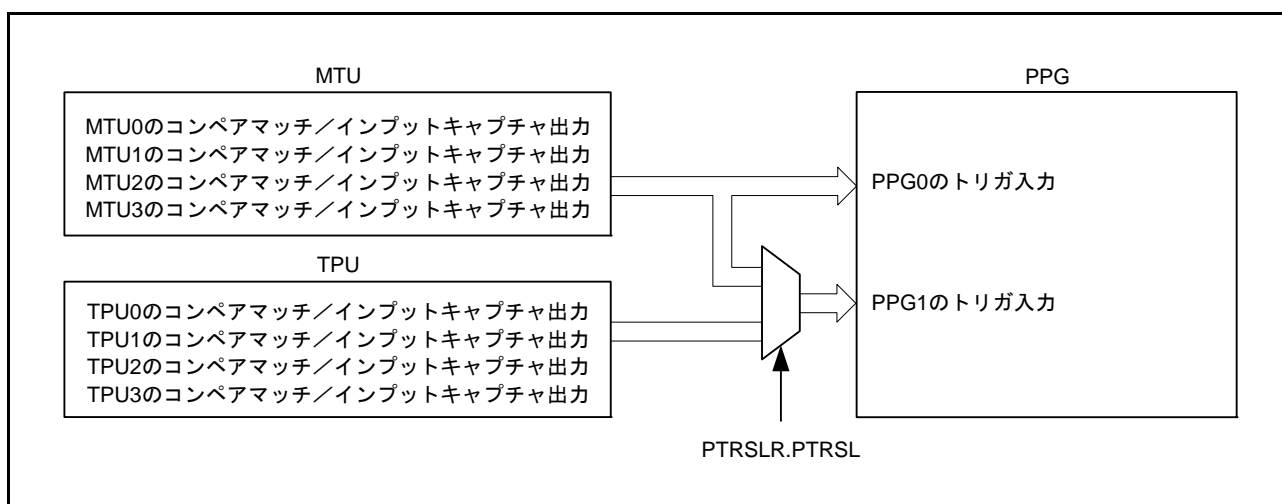 MTU
MTU0のコンペアマッチ／インプットキャプチャ出力
MTU1のコンペアマッチ／インプットキャプチャ出力
MTU2のコンペアマッチ／インプットキャプチャ出力
MTU3のコンペアマッチ／インプットキャプチャ出力
TPU
TPU0のコンペアマッチ／インプットキャプチャ出力
TPU1のコンペアマッチ／インプットキャプチャ出力
TPU2のコンペアマッチ／インプットキャプチャ出力
TPU3のコンペアマッチ／インプットキャプチャ出力
PPG
PPG0のトリガ入力
PPG1のトリガ入力
PTRSLR.PTRSL